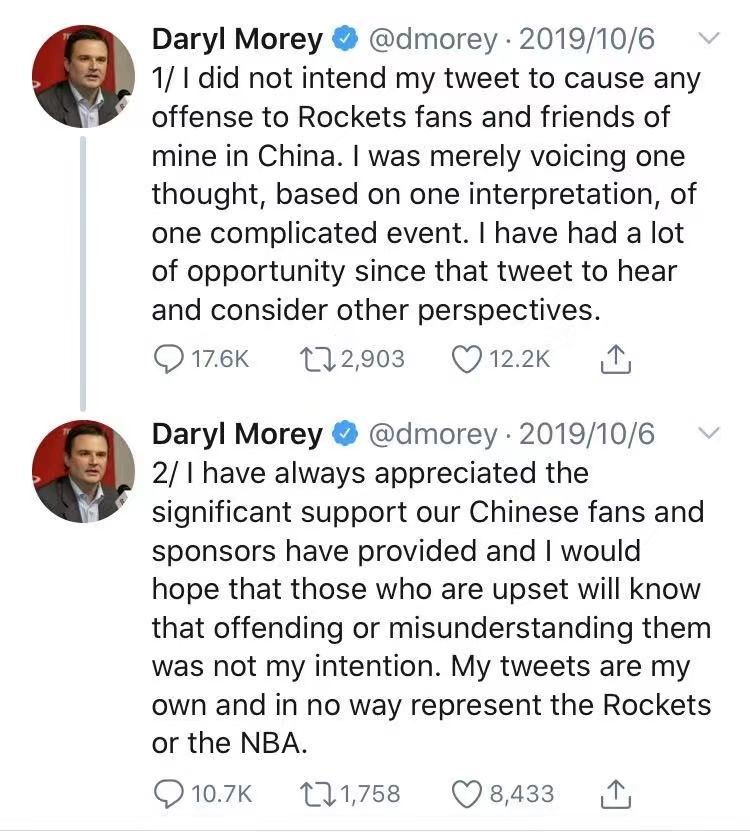 Daryl Morey @dmorey · 2019/10/6
1/ I did not intend my tweet to cause any
offense to Rockets fans and friends of
mine in China. I was merely voicing one
thought, based on one interpretation, of
one complicated event. I have had a lot
of opportunity since that tweet to hear
and consider other perspectives.
17.6K 2,903 12.2K
Daryl Morey @dmorey · 2019/10/6
2/ I have always appreciated the
significant support our Chinese fans and
sponsors have provided and I would
hope that those who are upset will know
that offending or misunderstanding them
was not my intention. My tweets are my
own and in no way represent the Rockets
or the NBA.
10.7K 1,758 8,433